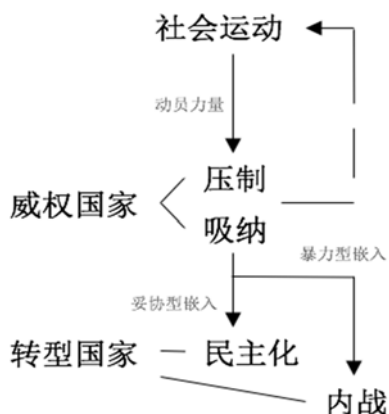 社会运动
动员力量
压制
威权国家
吸纳
暴力型嵌入
妥协型嵌入
转型国家
民主化
内战